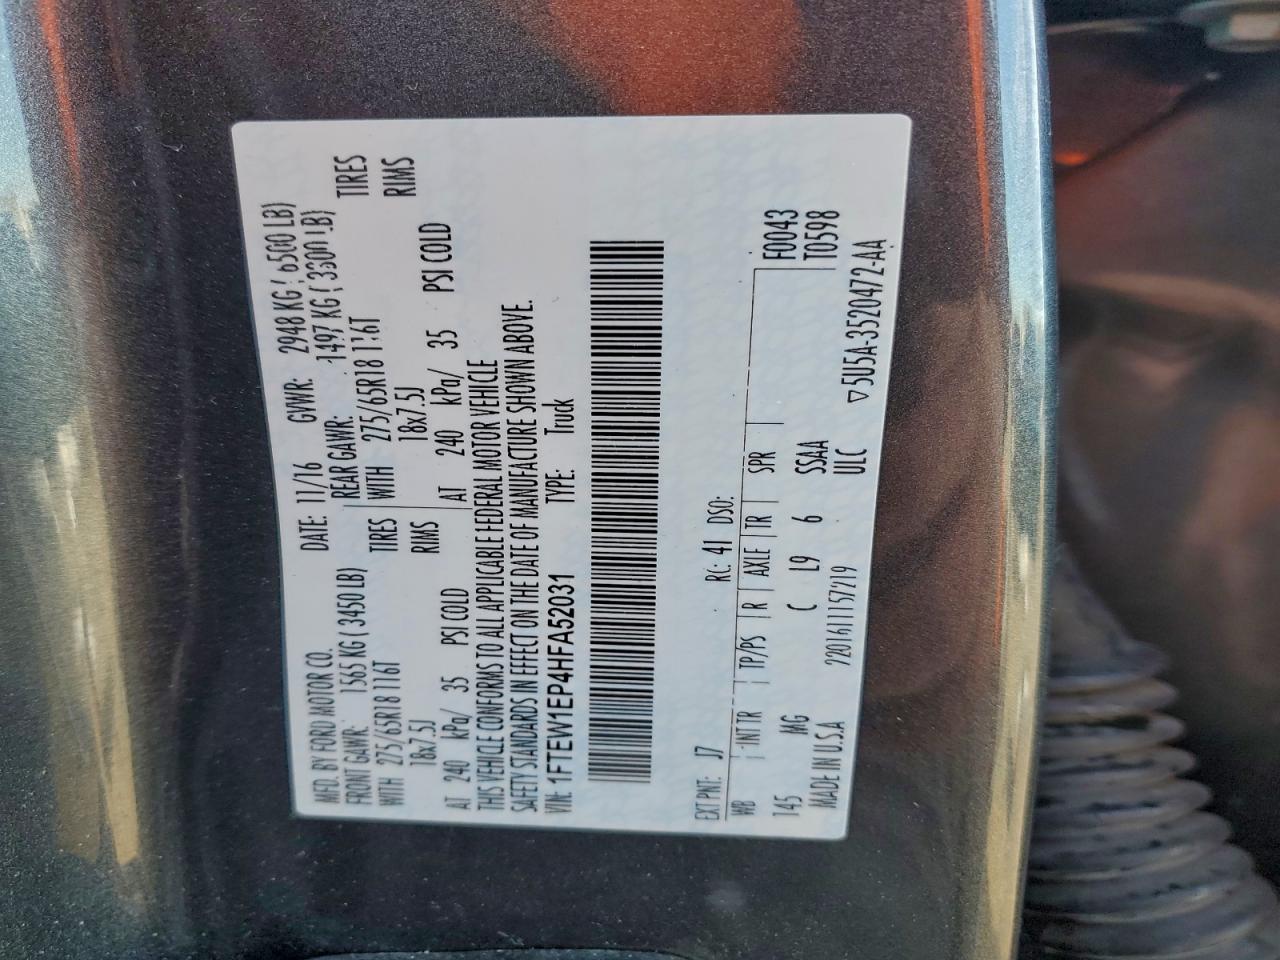 MFD. BY FORD MOTOR CO.
DATE: 11/16 GVWR: 2948 KG ( 6500 LB)
FRONT GAWR: 1565 KG ( 3450 LB) REAR GAWR: 1497 KG ( 3300 LB)
WITH 275/65R18 116T TIRES WITH 275/65R18 116T TIRES
18x7.5J RIMS 18x7.5J RIMS
AT 240 kPa/ 35 PSI COLD AT 240 kPa/ 35 PSI COLD
THIS VEHICLE CONFORMS TO ALL APPLICABLE FEDERAL MOTOR VEHICLE
SAFETY STANDARDS IN EFFECT ON THE DATE OF MANUFACTURE SHOWN ABOVE.
VIN: 1FTEW1EP4HFA52031 TYPE: Truck
EXT PNT: J7 RC: 41 DSO: F0043
WB INT TR TP/PS R AXLE TR SPR T0598
145 MG C L9 6 SSAA
MADE IN U.S.A 220161115​7219 ULC ▽5U5A-3520472-AA